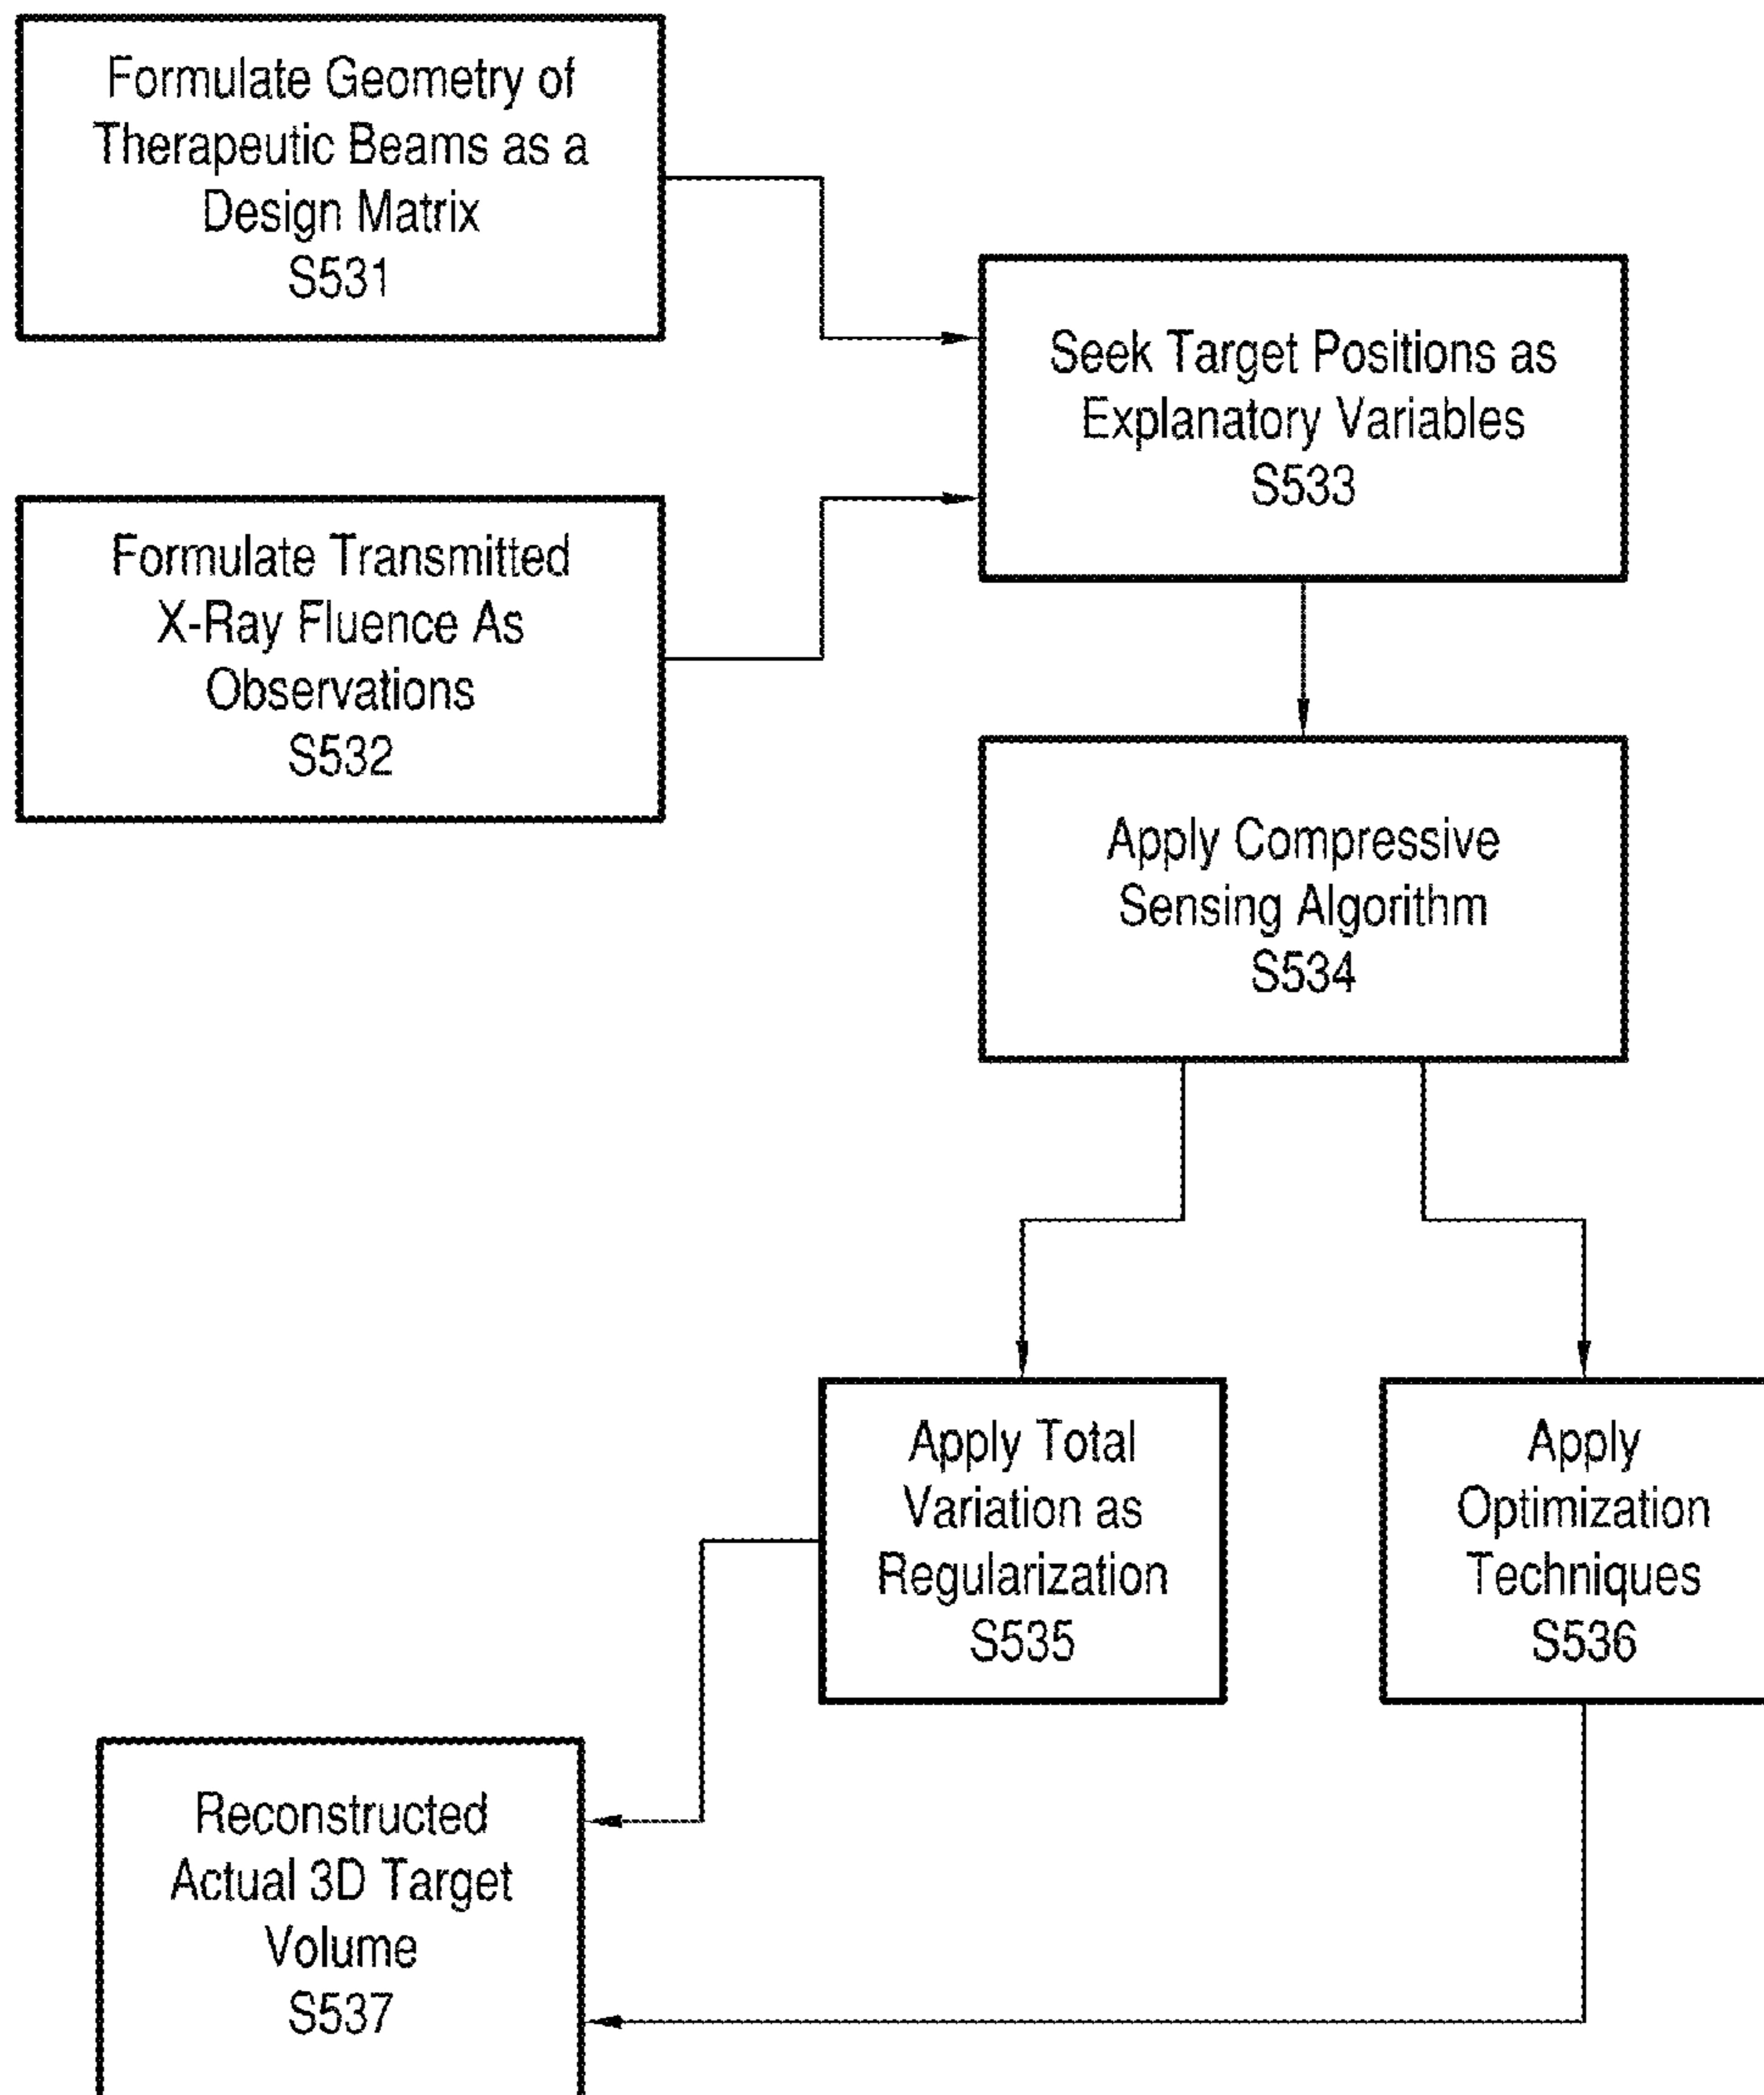 Formulate Geometry of
Therapeutic Beams as a
Design Matrix
S531
Formulate Transmitted
X-Ray Fluence As
Observations
S532
Seek Target Positions as
Explanatory Variables
S533
Apply Compressive
Sensing Algorithm
S534
Apply Total
Variation as
Regularization
S535
Apply
Optimization
Techniques
S536
Reconstructed
Actual 3D Target
Volume
S537